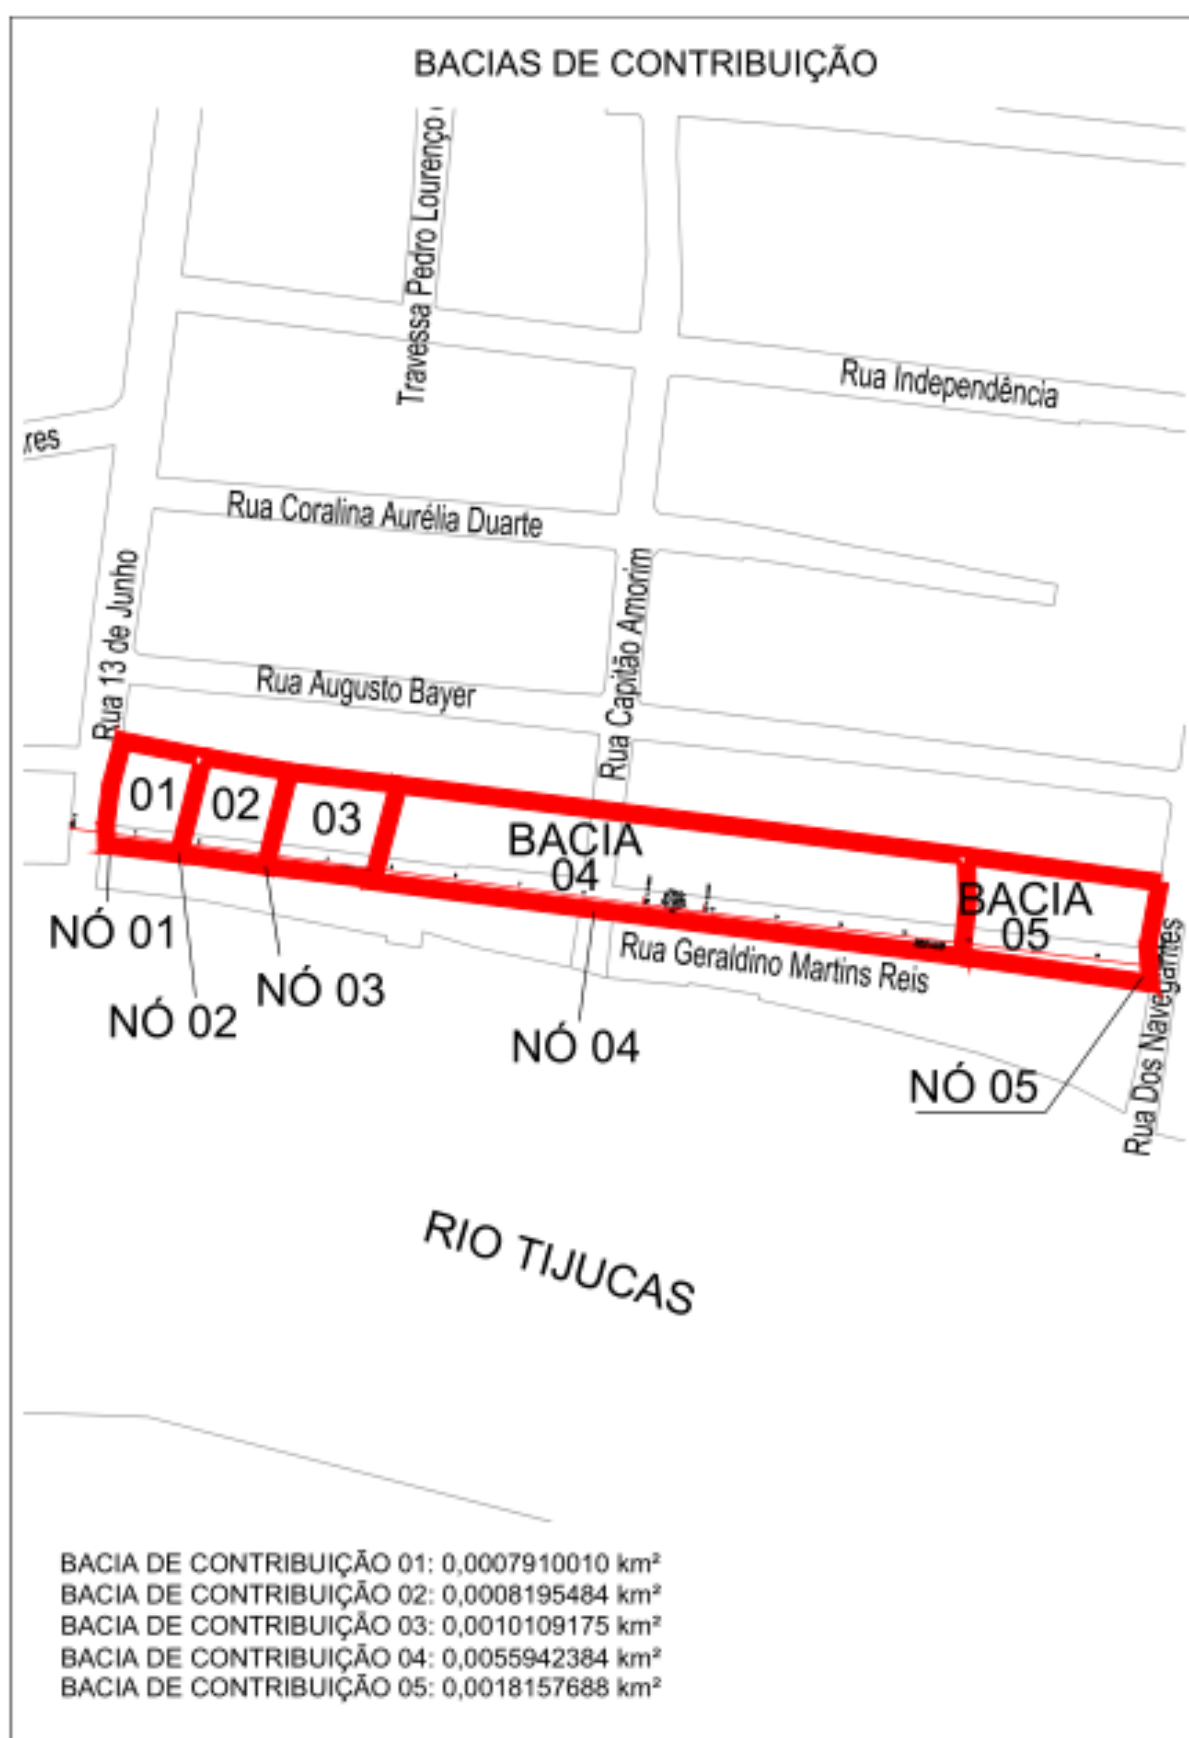 BACIAS DE CONTRIBUIÇÃO
Travessa Pedro Lourenço
Rua Independência
res
Rua Coralina Aurélia Duarte
Rua 13 de Junho
Rua Capitão Amorim
Rua Augusto Bayer
01
02
03
BACIA
04
BACIA
05
NÓ 01
NÓ 02
NÓ 03
NÓ 04
NÓ 05
Rua Geraldino Martins Reis
Rua Dos Navegantes
RIO TIJUCAS
BACIA DE CONTRIBUIÇÃO 01: 0,0007910010 km²
BACIA DE CONTRIBUIÇÃO 02: 0,0008195484 km²
BACIA DE CONTRIBUIÇÃO 03: 0,0010109175 km²
BACIA DE CONTRIBUIÇÃO 04: 0,0055942384 km²
BACIA DE CONTRIBUIÇÃO 05: 0,0018157688 km²